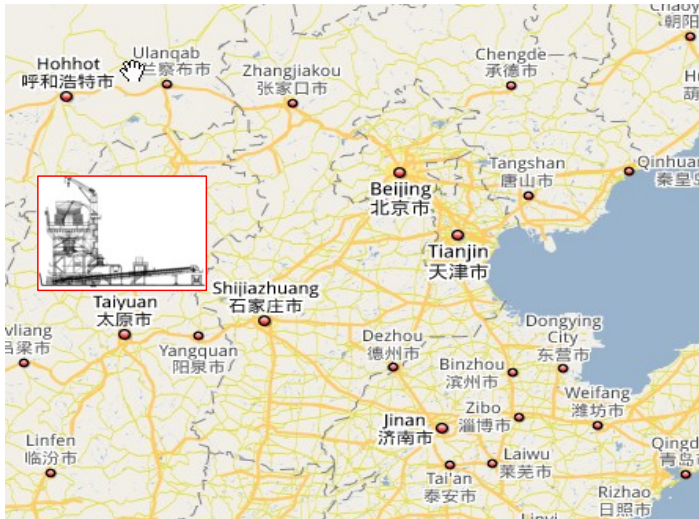 Chaoy
朝阳
Hohhot
呼和浩特市
Ulanqab
兰察布市
Zhangjiakou
张家口市
Chengde
承德市
Hu
葫
Beijing
北京市
Tangshan
唐山市
Qinhuan
秦皇岛
Tianjin
天津市
Taiyuan
太原市
Shijiazhuang
石家庄市
vliang
吕梁市
Yangquan
阳泉市
Dezhou
德州市
Dongying
City
东营市
Binzhou
滨州市
Weifang
潍坊市
Jinan
济南市
Zibo
淄博市
Linfen
临汾市
Tai'an
泰安市
Laiwu
莱芜市
Qingd
青岛
Rizhao
日照市
Linyi